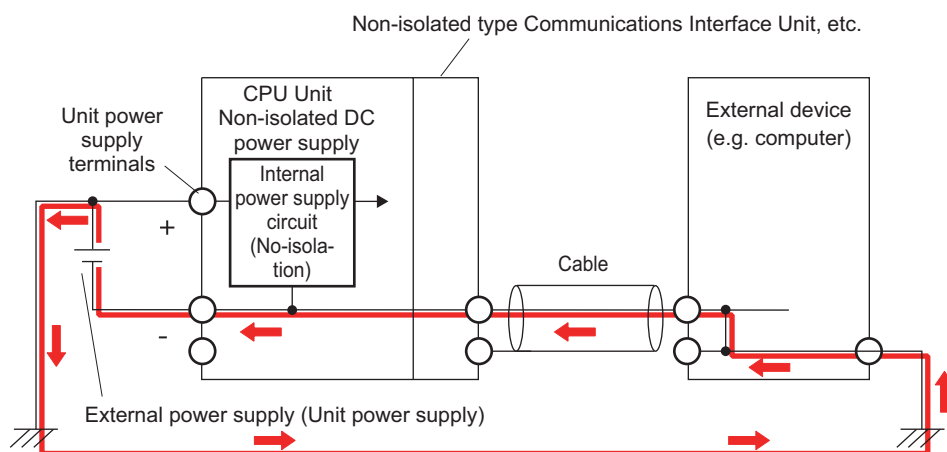 Non-isolated type Communications Interface Unit, etc.
CPU Unit
Non-isolated DC
power supply
External device
(e.g. computer)
Unit power
supply
terminals
Internal
power supply
circuit
(No-isola-
tion)
+
Cable
-
External power supply (Unit power supply)